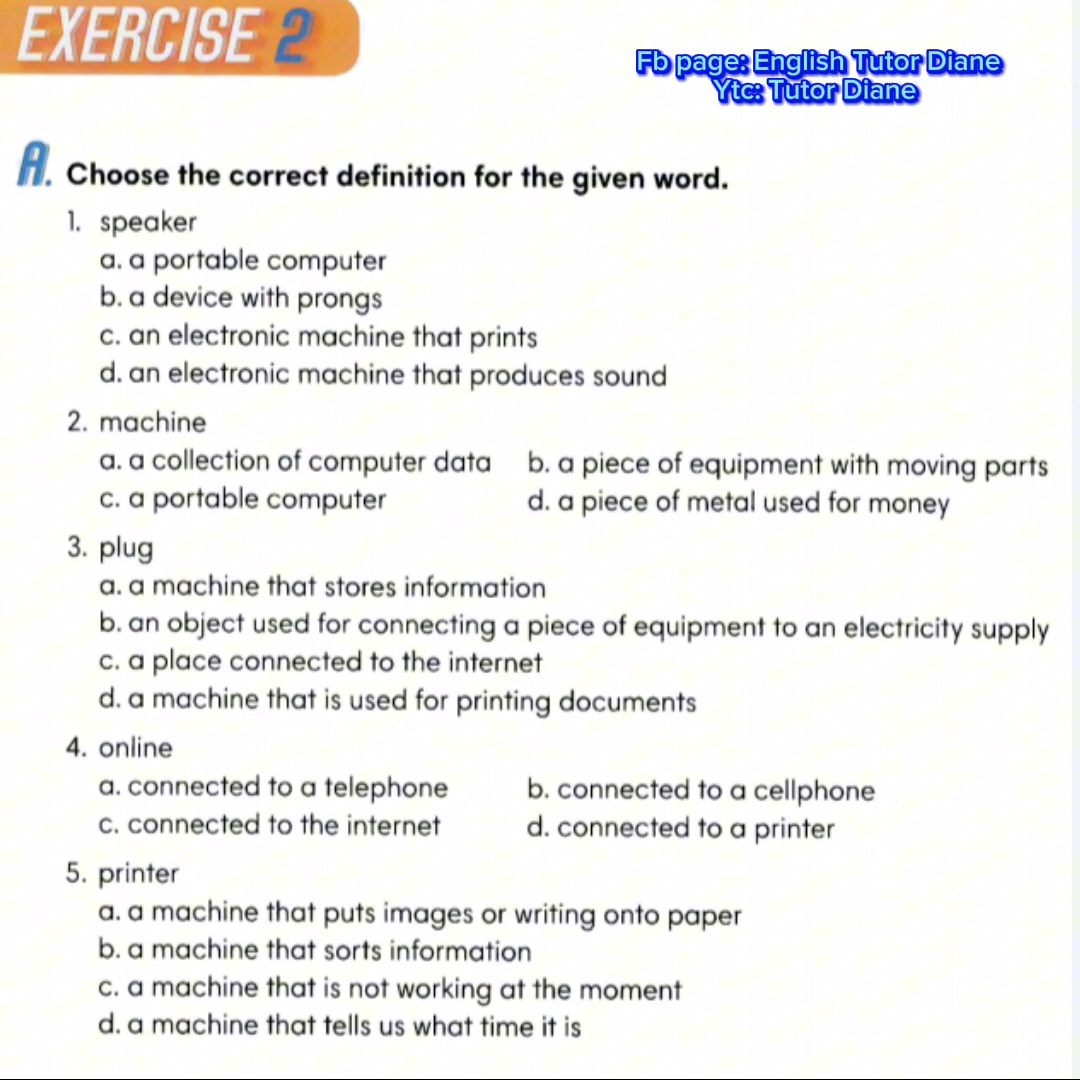 EXERCISE 2
Fb page: English Tutor Diane
Ytc: Tutor Diane
A. Choose the correct definition for the given word.
1. speaker
a. a portable computer
b. a device with prongs
c. an electronic machine that prints
d. an electronic machine that produces sound
2. machine
a. a collection of computer data b. a piece of equipment with moving parts
c. a portable computer d. a piece of metal used for money
3. plug
a. a machine that stores information
b. an object used for connecting a piece of equipment to an electricity supply
c. a place connected to the internet
d. a machine that is used for printing documents
4. online
a. connected to a telephone b. connected to a cellphone
c. connected to the internet d. connected to a printer
5. printer
a. a machine that puts images or writing onto paper
b. a machine that sorts information
c. a machine that is not working at the moment
d. a machine that tells us what time it is